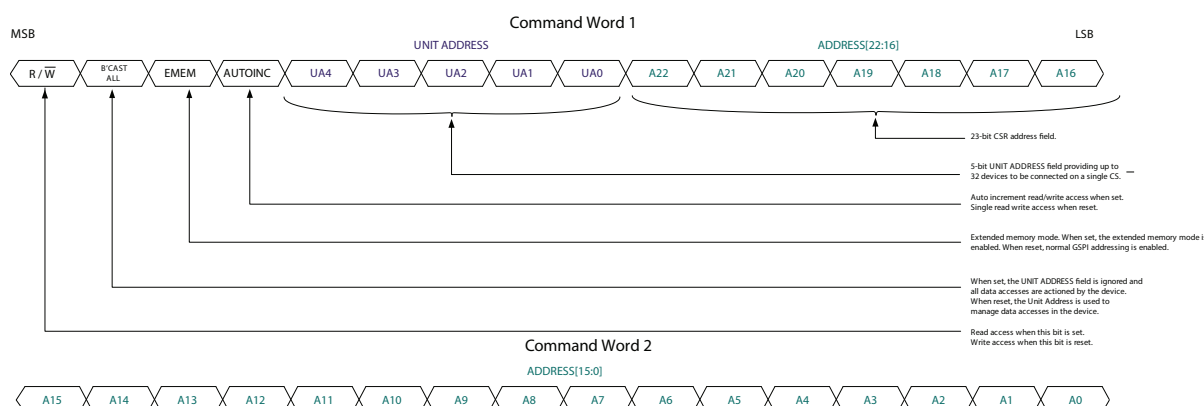 Command Word 1
MSB
LSB
UNIT ADDRESS
ADDRESS[22:16]
R / W̅ B'CAST ALL EMEM AUTOINC UA4 UA3 UA2 UA1 UA0 A22 A21 A20 A19 A18 A17 A16
23-bit CSR address field.
5-bit UNIT ADDRESS field providing up to
32 devices to be connected on a single CS.
Auto increment read/write access when set.
Single read write access when reset.
Extended memory mode. When set, the extended memory mode i
enabled. When reset, normal GSPI addressing is enabled.
When set, the UNIT ADDRESS field is ignored and
all data accesses are actioned by the device.
When reset, the Unit Address is used to
manage data accesses in the device.
Read access when this bit is set.
Write access when this bit is reset.
Command Word 2
ADDRESS[15:0]
A15 A14 A13 A12 A11 A10 A9 A8 A7 A6 A5 A4 A3 A2 A1 A0